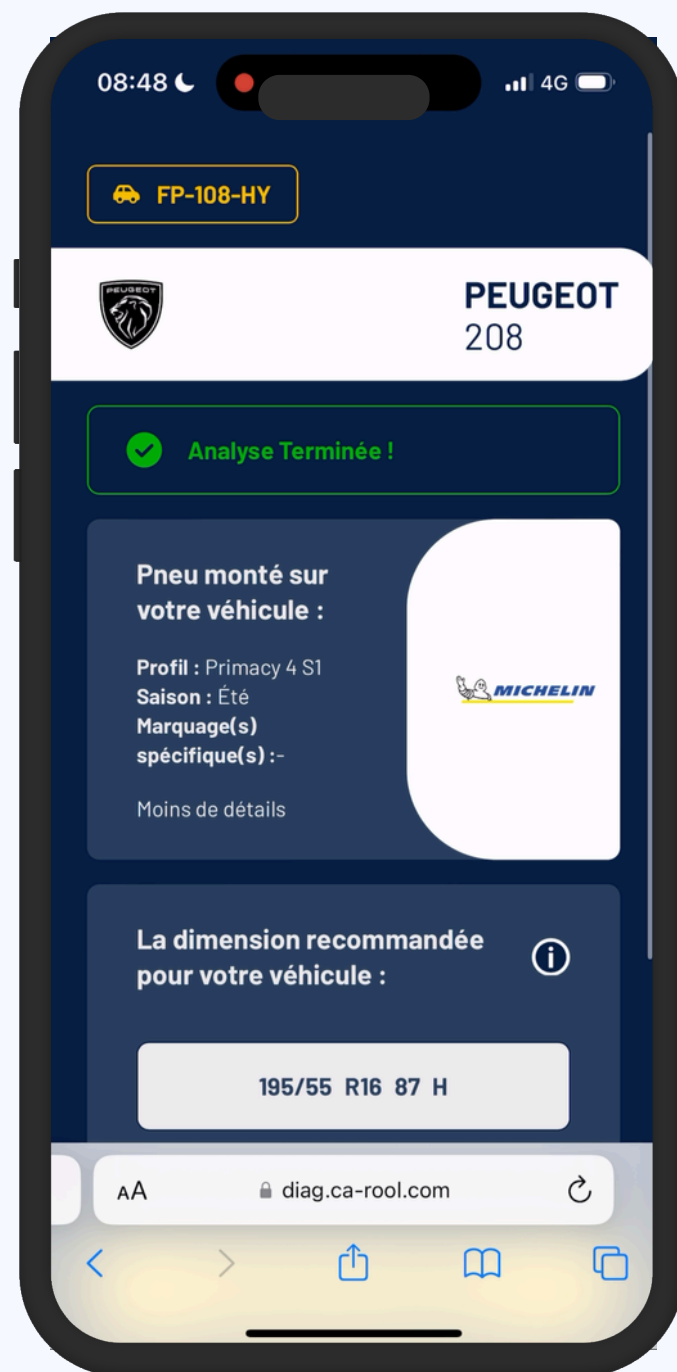 08:48
4G
FP-108-HY
PEUGEOT
PEUGEOT
208
Analyse Terminée !
Pneu monté sur
votre véhicule :
Profil : Primacy 4 S1
Saison : Été
Marquage(s)
spécifique(s) :-
Moins de détails
MICHELIN
La dimension recommandée
pour votre véhicule :
i
195/55 R16 87 H
AA
diag.ca-rool.com